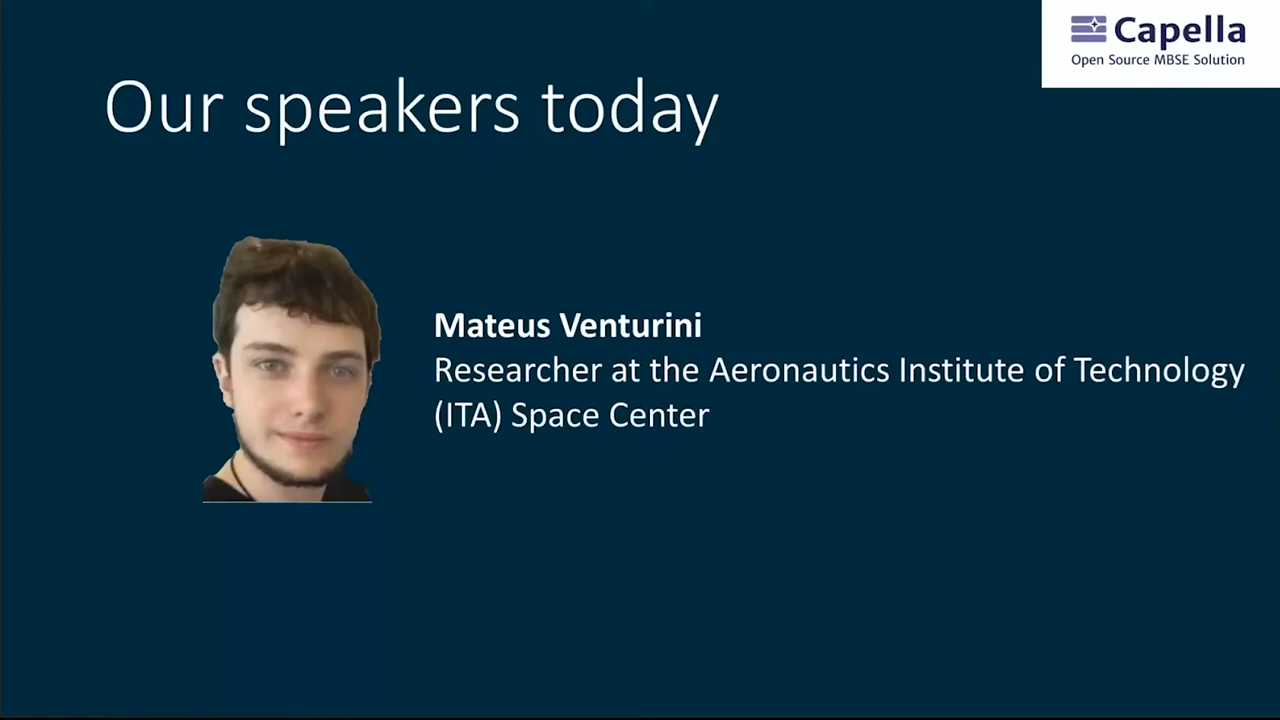 Capella
Open Source MBSE Solution
Our speakers today
Mateus Venturini
Researcher at the Aeronautics Institute of Technology
(ITA) Space Center